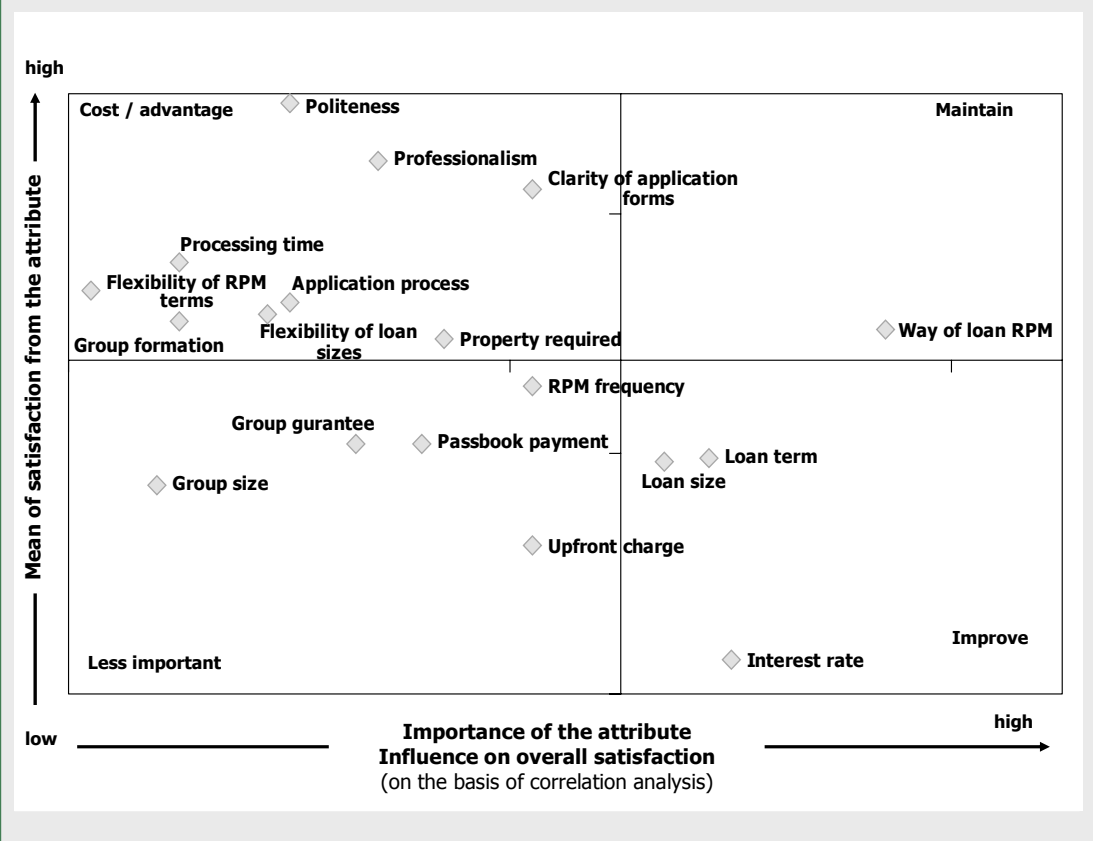 high
Cost / advantage
Politeness
Maintain
Professionalism
Clarity of application
forms
Processing time
Flexibility of RPM
terms
Application process
Group formation
Flexibility of loan
sizes
Property required
Way of loan RPM
RPM frequency
Group gurantee
Passbook payment
Loan term
Loan size
Group size
Upfront charge
Improve
Less important
Interest rate
Mean of satisfaction from the attribute
low
high
Importance of the attribute
Influence on overall satisfaction
(on the basis of correlation analysis)